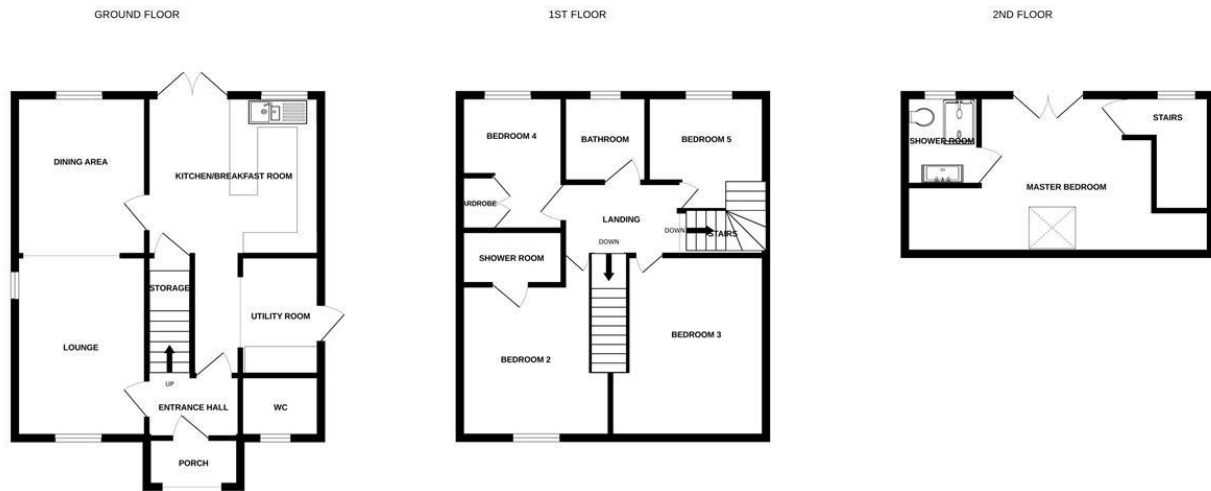 GROUND FLOOR
DINING AREA
KITCHEN/BREAKFAST ROOM
STORAGE
UTILITY ROOM
LOUNGE
UP
ENTRANCE HALL
WC
PORCH
1ST FLOOR
BEDROOM 4
BATHROOM
BEDROOM 5
ARDROBE
LANDING
DOWN
STAIRS
DOWN
SHOWER ROOM
BEDROOM 3
BEDROOM 2
2ND FLOOR
STAIRS
SHOWER ROOM
MASTER BEDROOM